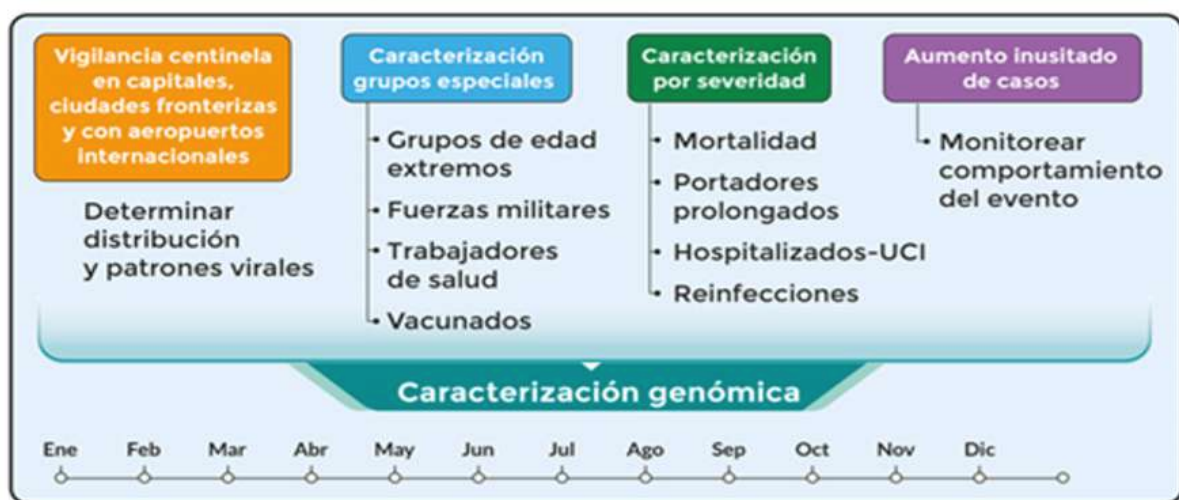 Vigilancia centinela
en capitales,
ciudades fronterizas
y con aeropuertos
internacionales
Determinar
distribución
y patrones virales
Caracterización
grupos especiales
Grupos de edad
extremos
Fuerzas militares
Trabajadores
de salud
Vacunados
Caracterización
por severidad
Mortalidad
Portadores
prolongados
Hospitalizados-UCI
Reinfecciones
Aumento inusitado
de casos
Monitorear
comportamiento
del evento
Caracterización genómica
Ene Feb Mar Abr May Jun Jul Ago Sep Oct Nov Dic